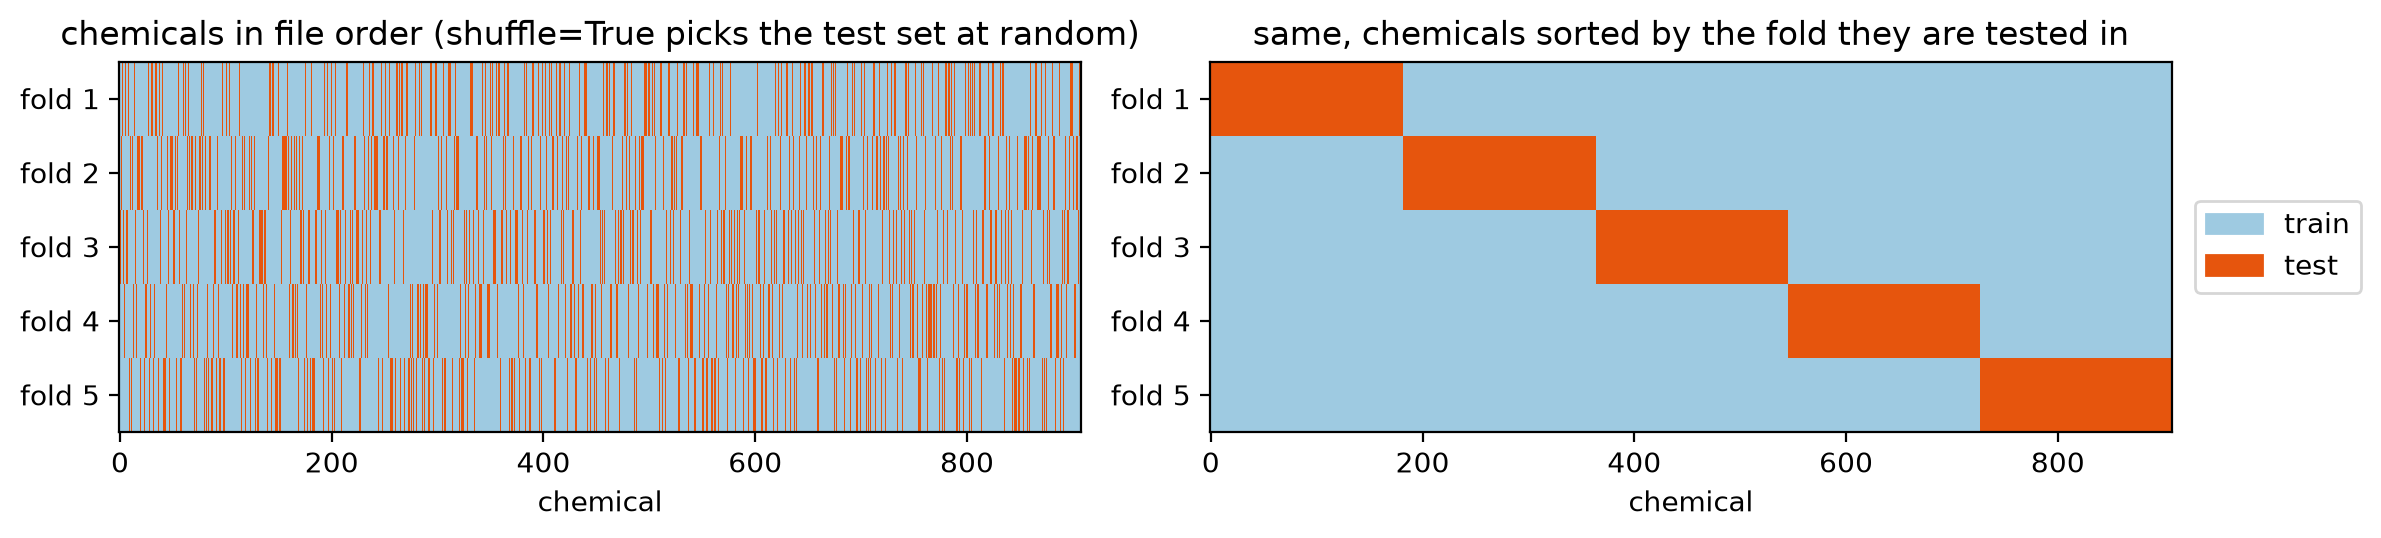 chemicals in file order (shuffle=True picks the test set at random)
fold 1
fold 2
fold 3
fold 4
fold 5
0 200 400 600 800
chemical
same, chemicals sorted by the fold they are tested in
fold 1
fold 2
fold 3
fold 4
fold 5
0 200 400 600 800
chemical
train
test